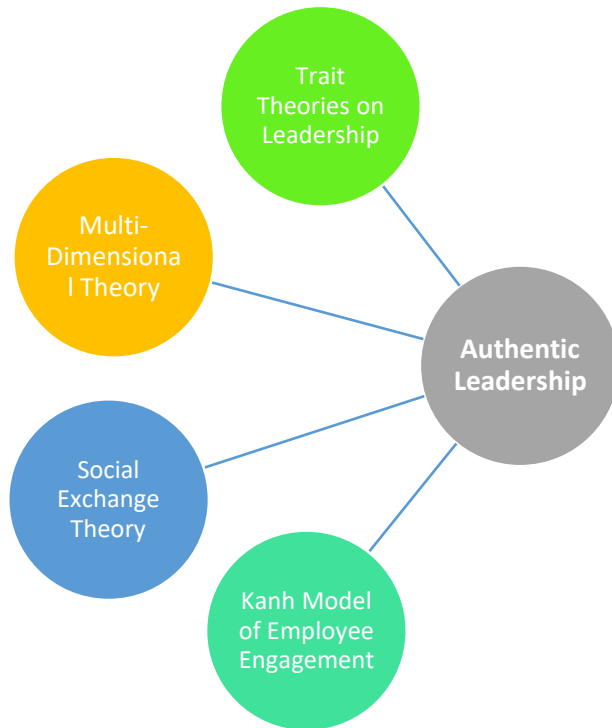 Trait
Theories on
Leadership
Multi-
Dimensiona
l Theory
Authentic
Leadership
Social
Exchange
Theory
Kanh Model
of Employee
Engagement